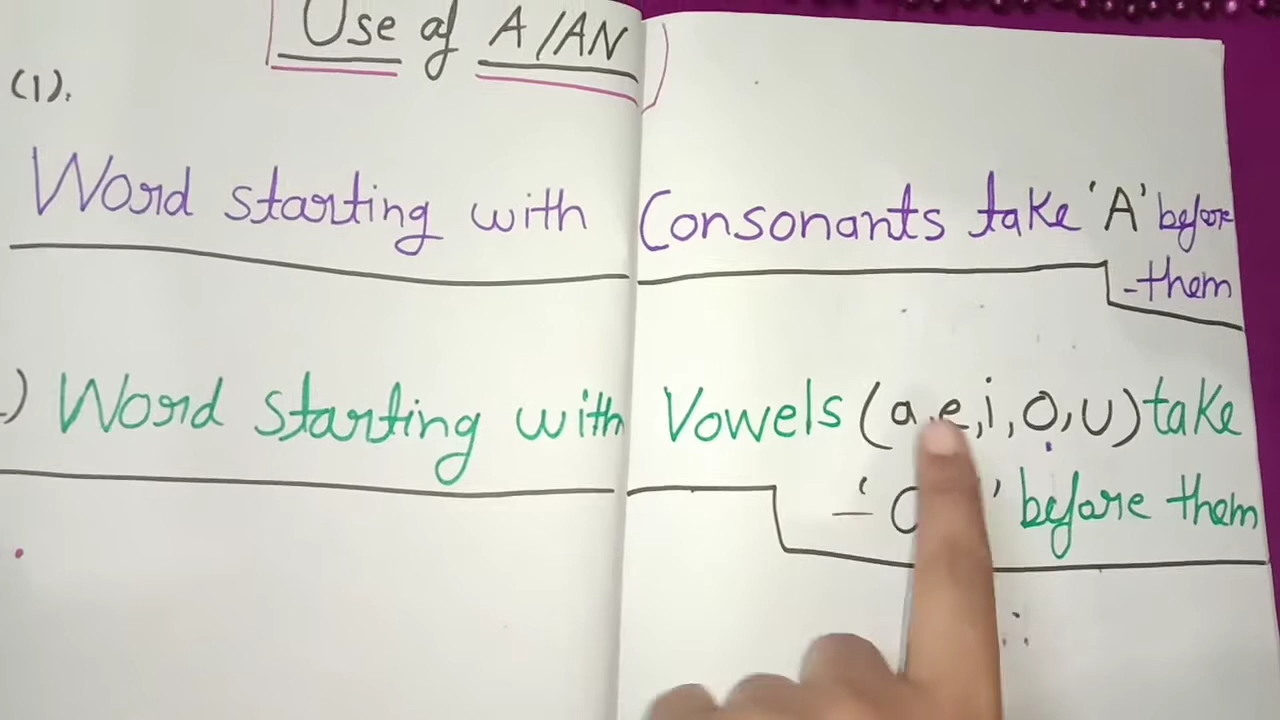 Use of A/AN
(1).
Word starting with Consonants take 'A' before
-them
) Word starting with Vowels (a,e,i,o,u) take
before them